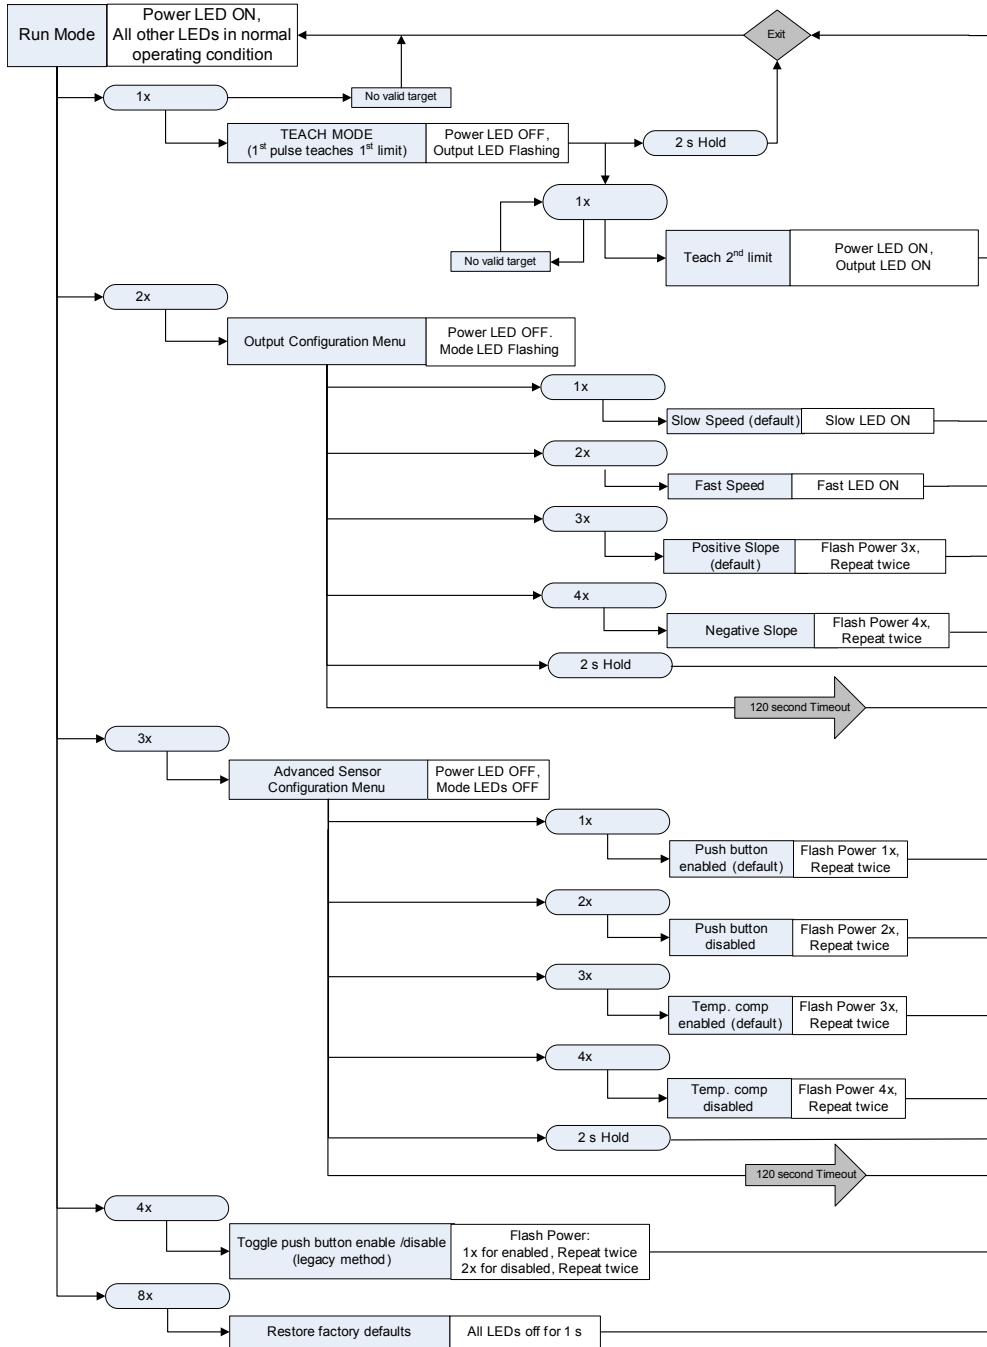 Run Mode
Power LED ON,
All other LEDs in normal
operating condition
Exit
1x
No valid target
TEACH MODE
(1st pulse teaches 1st limit)
Power LED OFF,
Output LED Flashing
2 s Hold
1x
No valid target
Teach 2nd limit
Power LED ON,
Output LED ON
2x
Output Configuration Menu
Power LED OFF.
Mode LED Flashing
1x
Slow Speed (default)
Slow LED ON
2x
Fast Speed
Fast LED ON
3x
Positive Slope
(default)
Flash Power 3x,
Repeat twice
4x
Negative Slope
Flash Power 4x,
Repeat twice
2 s Hold
120 second Timeout
3x
Advanced Sensor
Configuration Menu
Power LED OFF,
Mode LEDs OFF
1x
Push button
enabled (default)
Flash Power 1x,
Repeat twice
2x
Push button
disabled
Flash Power 2x,
Repeat twice
3x
Temp. comp
enabled (default)
Flash Power 3x,
Repeat twice
4x
Temp. comp
disabled
Flash Power 4x,
Repeat twice
2 s Hold
120 second Timeout
4x
Toggle push button enable /disable
(legacy method)
Flash Power:
1x for enabled, Repeat twice
2x for disabled, Repeat twice
8x
Restore factory defaults
All LEDs off for 1 s